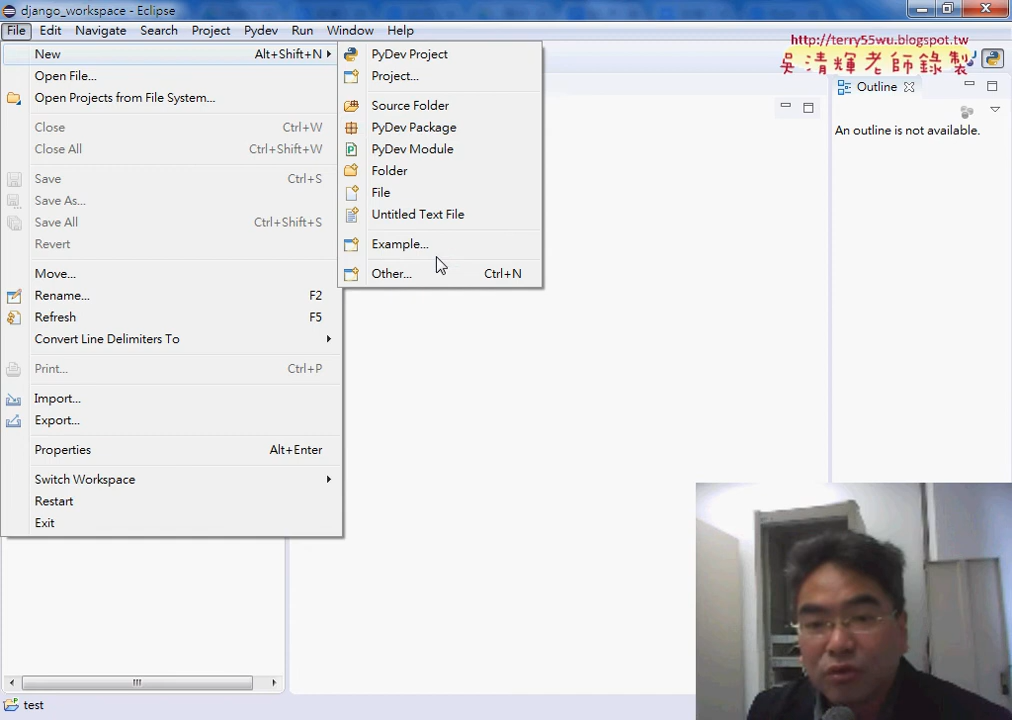 django_workspace - Eclipse
File Edit Navigate Search Project Pydev Run Window Help
http://terry55wu.blogspot.tw
吳清輝老師錄製
New Alt+Shift+N
Open File...
Open Projects from File System...
Close Ctrl+W
Close All Ctrl+Shift+W
Save Ctrl+S
Save As...
Save All Ctrl+Shift+S
Revert
Move...
Rename... F2
Refresh F5
Convert Line Delimiters To
Print... Ctrl+P
Import...
Export...
Properties Alt+Enter
Switch Workspace
Restart
Exit
PyDev Project
Project...
Source Folder
PyDev Package
PyDev Module
Folder
File
Untitled Text File
Example...
Other... Ctrl+N
Outline
An outline is not available.
test